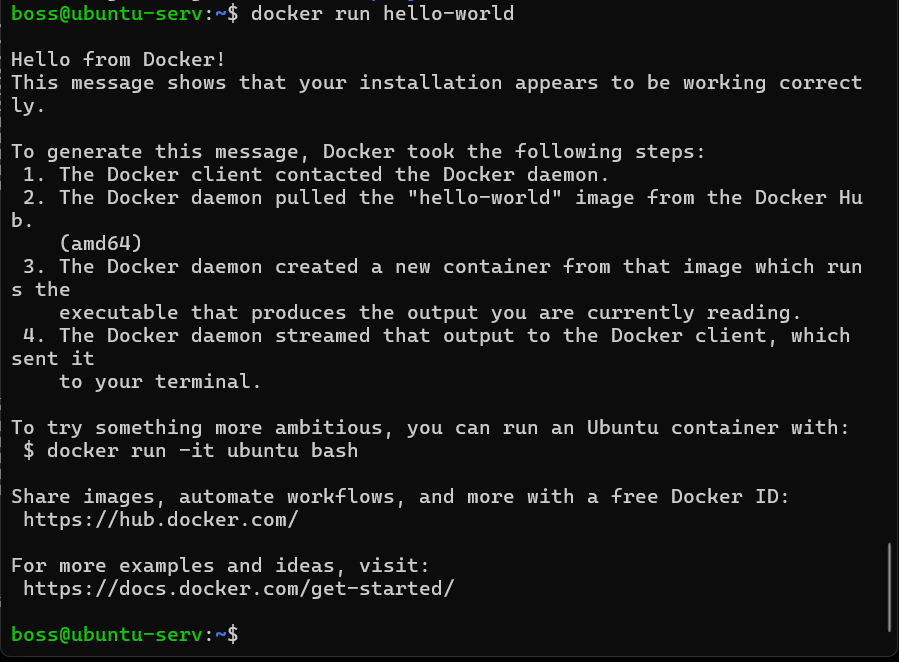 boss@ubuntu-serv:~$ docker run hello-world

Hello from Docker!
This message shows that your installation appears to be working correct
ly.

To generate this message, Docker took the following steps:
 1. The Docker client contacted the Docker daemon.
 2. The Docker daemon pulled the "hello-world" image from the Docker Hu
b.
    (amd64)
 3. The Docker daemon created a new container from that image which run
s the
    executable that produces the output you are currently reading.
 4. The Docker daemon streamed that output to the Docker client, which
sent it
    to your terminal.

To try something more ambitious, you can run an Ubuntu container with:
 $ docker run -it ubuntu bash

Share images, automate workflows, and more with a free Docker ID:
 https://hub.docker.com/

For more examples and ideas, visit:
 https://docs.docker.com/get-started/

boss@ubuntu-serv:~$